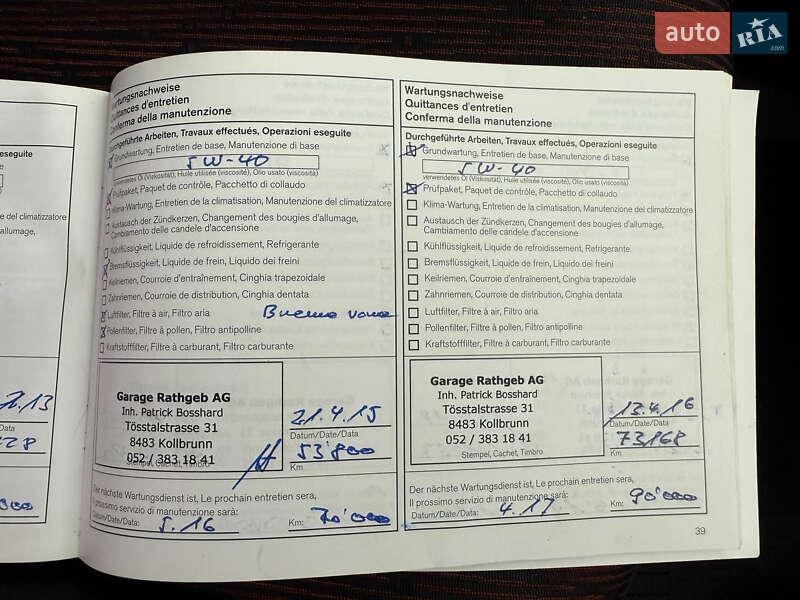 auto RIA.com
eseguite
atizzatore
d'allumage,
2.13
Wartungsnachweise
Quittances d'entretien
Conferma della manutenzione
Durchgeführte Arbeiten, Travaux effectués, Operazioni eseguite
Grundwartung, Entretien de base, Manutenzione di base
5W-40
verwendetes Öl (Viskosität), Huile utilisée (viscosité), Olio usato (viscosità)
Prüfpaket, Paquet de contrôle, Pacchetto di collaudo
Klima-Wartung, Entretien de la climatisation, Manutenzione del climatizzatore
Austausch der Zündkerzen, Changement des bougies d'allumage,
Cambiamento delle candele d'accensione
Kühlflüssigkeit, Liquide de refroidissement, Refrigerante
Bremsflüssigkeit, Liquide de frein, Liquido dei freini
Keilriemen, Courroie d'entraînement, Cinghia trapezoidale
Zahnriemen, Courroie de distribution, Cinghia dentata
Luftfilter, Filtre à air, Filtro aria
Pollenfilter, Filtre à pollen, Filtro antipolline
Kraftstofffilter, Filtre à carburant, Filtro carburante
Garage Rathgeb AG
Inh. Patrick Bosshard
Tösstalstrasse 31
8483 Kollbrunn
052 / 383 18 41
Stempel, Cachet, Timbro
21.4.15
Datum/Date/Data
53'800
Km
Der nächste Wartungsdienst ist, Le prochain entretien sera,
Il prossimo servizio di manutenzione sarà:
Datum/Date/Data: 5.16 Km: 70'000
Wartungsnachweise
Quittances d'entretien
Conferma della manutenzione
Durchgeführte Arbeiten, Travaux effectués, Operazioni eseguite
Grundwartung, Entretien de base, Manutenzione di base
5W-40
verwendetes Öl (Viskosität), Huile utilisée (viscosité), Olio usato (viscosità)
Prüfpaket, Paquet de contrôle, Pacchetto di collaudo
Klima-Wartung, Entretien de la climatisation, Manutenzione del climatizzatore
Austausch der Zündkerzen, Changement des bougies d'allumage,
Cambiamento delle candele d'accensione
Kühlflüssigkeit, Liquide de refroidissement, Refrigerante
Bremsflüssigkeit, Liquide de frein, Liquido dei freini
Keilriemen, Courroie d'entraînement, Cinghia trapezoidale
Zahnriemen, Courroie de distribution, Cinghia dentata
Luftfilter, Filtre à air, Filtro aria
Pollenfilter, Filtre à pollen, Filtro antipolline
Kraftstofffilter, Filtre à carburant, Filtro carburante
Garage Rathgeb AG
Inh. Patrick Bosshard
Tösstalstrasse 31
8483 Kollbrunn
052 / 383 18 41
Stempel, Cachet, Timbro
13.4.16
Datum/Date/Data
73'168
Km
Der nächste Wartungsdienst ist, Le prochain entretien sera,
Il prossimo servizio di manutenzione sarà:
Datum/Date/Data: 4.17 Km: 90'000
39